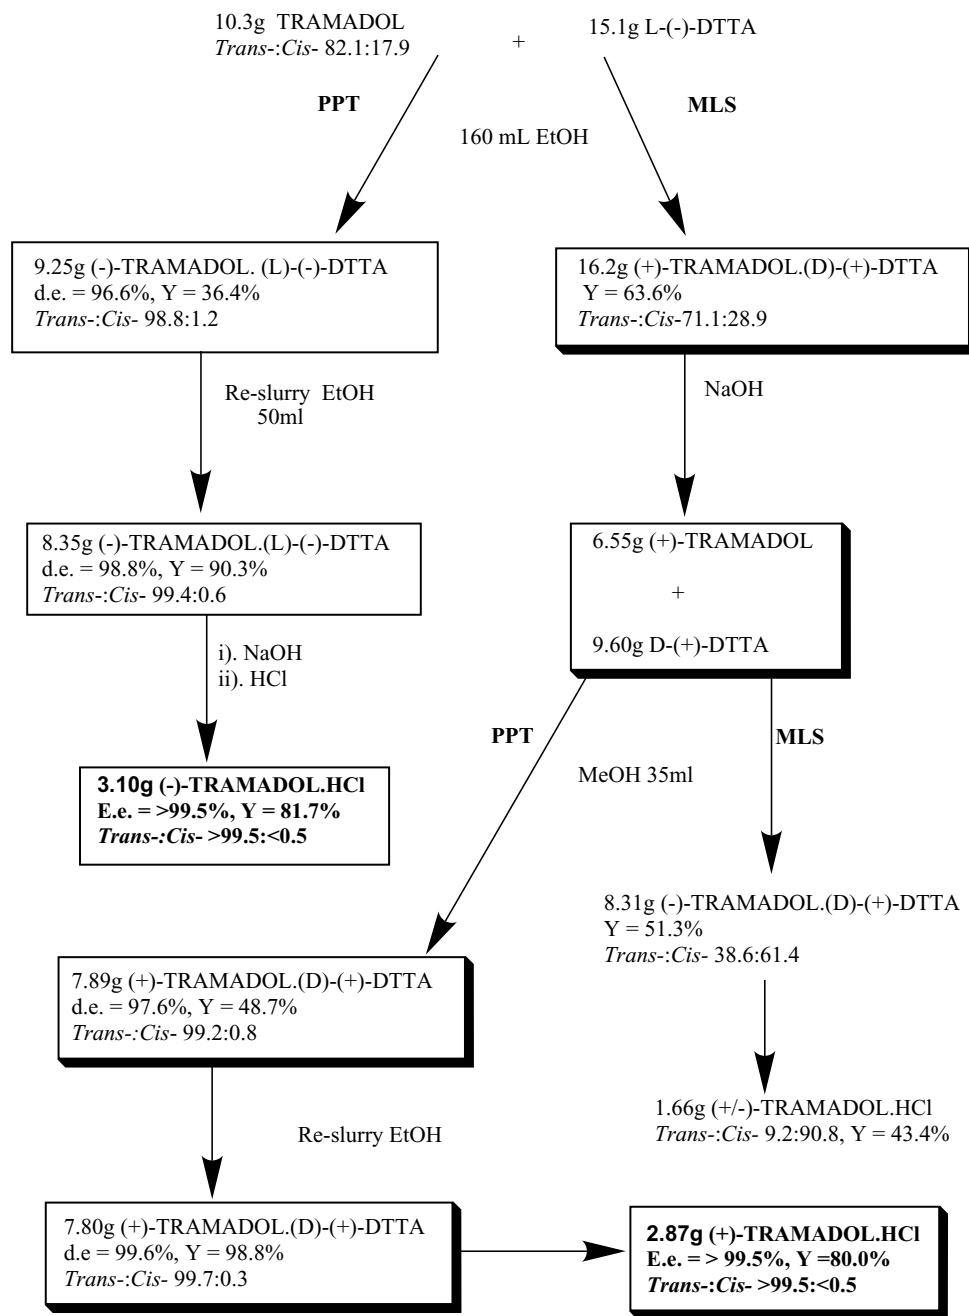 10.3g TRAMADOL
Trans-:Cis- 82.1:17.9
+
15.1g L-(-)-DTTA
PPT
MLS
160 mL EtOH
9.25g (-)-TRAMADOL. (L)-(-)-DTTA
d.e. = 96.6%, Y = 36.4%
Trans-:Cis- 98.8:1.2
16.2g (+)-TRAMADOL.(D)-(+)-DTTA
Y = 63.6%
Trans-:Cis-71.1:28.9
Re-slurry EtOH
50ml
NaOH
8.35g (-)-TRAMADOL.(L)-(-)-DTTA
d.e. = 98.8%, Y = 90.3%
Trans-:Cis- 99.4:0.6
6.55g (+)-TRAMADOL
+
9.60g D-(+)-DTTA
i). NaOH
ii). HCl
PPT
MLS
MeOH 35ml
3.10g (-)-TRAMADOL.HCl
E.e. = >99.5%, Y = 81.7%
Trans-:Cis- >99.5:<0.5
8.31g (-)-TRAMADOL.(D)-(+)-DTTA
Y = 51.3%
Trans-:Cis- 38.6:61.4
7.89g (+)-TRAMADOL.(D)-(+)-DTTA
d.e. = 97.6%, Y = 48.7%
Trans-:Cis- 99.2:0.8
1.66g (+/-)-TRAMADOL.HCl
Trans-:Cis- 9.2:90.8, Y = 43.4%
Re-slurry EtOH
7.80g (+)-TRAMADOL.(D)-(+)-DTTA
d.e = 99.6%, Y = 98.8%
Trans-:Cis- 99.7:0.3
2.87g (+)-TRAMADOL.HCl
E.e. = > 99.5%, Y =80.0%
Trans-:Cis- >99.5:<0.5